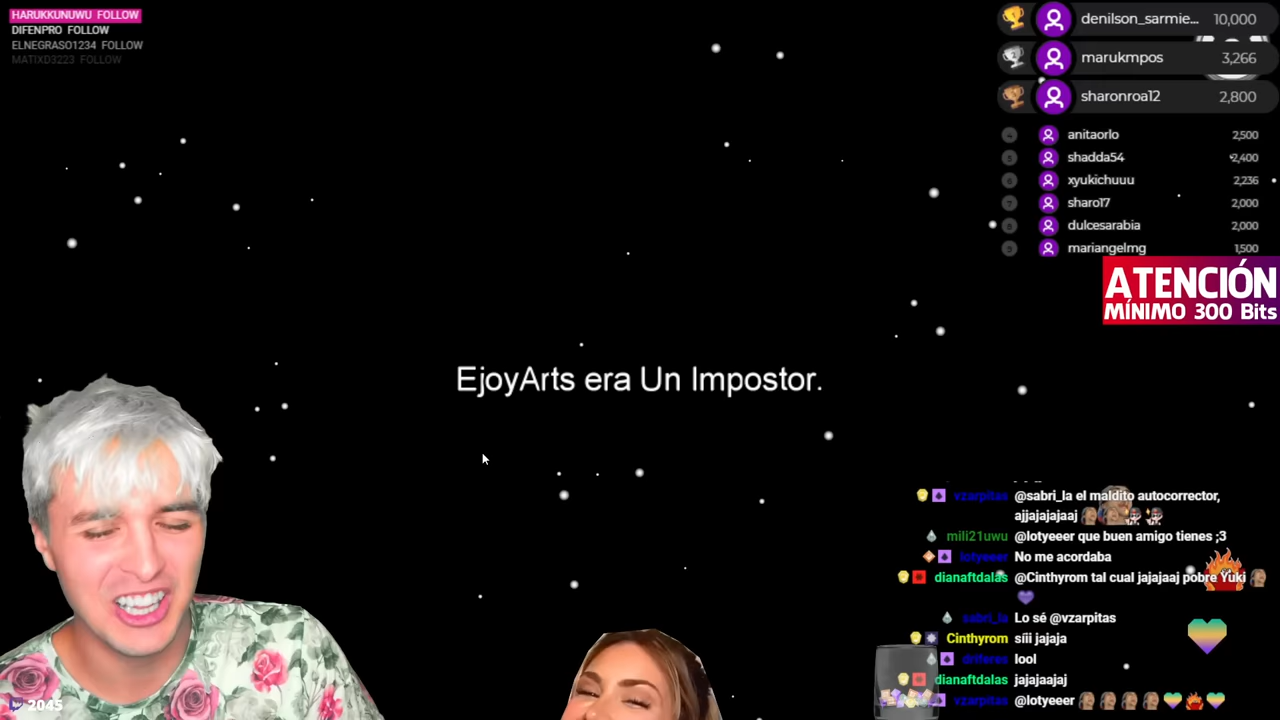 HARUKKUNUWU FOLLOW
DIFENPRO FOLLOW
ELNEGRASO1234 FOLLOW
MATIXD3223 FOLLOW
denilson_sarmie... 10,000
marukmpos 3,266
sharonroa12 2,800
anitaorlo 2,500
shadda54 2,400
xyukichuuu 2,236
sharo17 2,000
dulcesarabia 2,000
mariangelmg 1,500
ATENCIÓN
MÍNIMO 300 Bits
EjoyArts era Un Impostor.
vzarpitas @sabri_la el maldito autocorrector,
ajjajajajaaj
mili21uwu @lotyeeer que buen amigo tienes ;3
lotyeeer No me acordaba
dianaftdalas @Cinthyrom tal cual jajajaaj pobre Yuki
sabri_la Lo sé @vzarpitas
Cinthyrom síii jajaja
lool
dianaftdalas jajajaajaj
vzarpitas @lotyeeer
2045